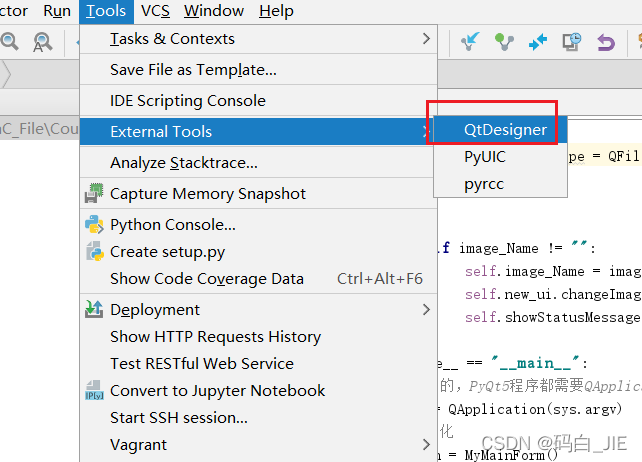 ctor Run Tools VCS Window Help
Tasks & Contexts
Save File as Template...
IDE Scripting Console
aC_File\Cou
External Tools
QtDesigner
Analyze Stacktrace...
PyUIC
pe = QFil
Capture Memory Snapshot
pyrcc
Python Console...
Create setup.py
if image_Name != "":
Show Code Coverage Data Ctrl+Alt+F6
self.image_Name = imag
Deployment
self.new_ui.changeImag
Show HTTP Requests History
self.showStatusMessage
Test RESTful Web Service
e__ == "__main__":
Convert to Jupyter Notebook
的，PyQt5程序都需要QApplic
Start SSH session...
= QApplication(sys.argv)
化
Vagrant
n = MyMainForm()
CSDN @码白_JIE